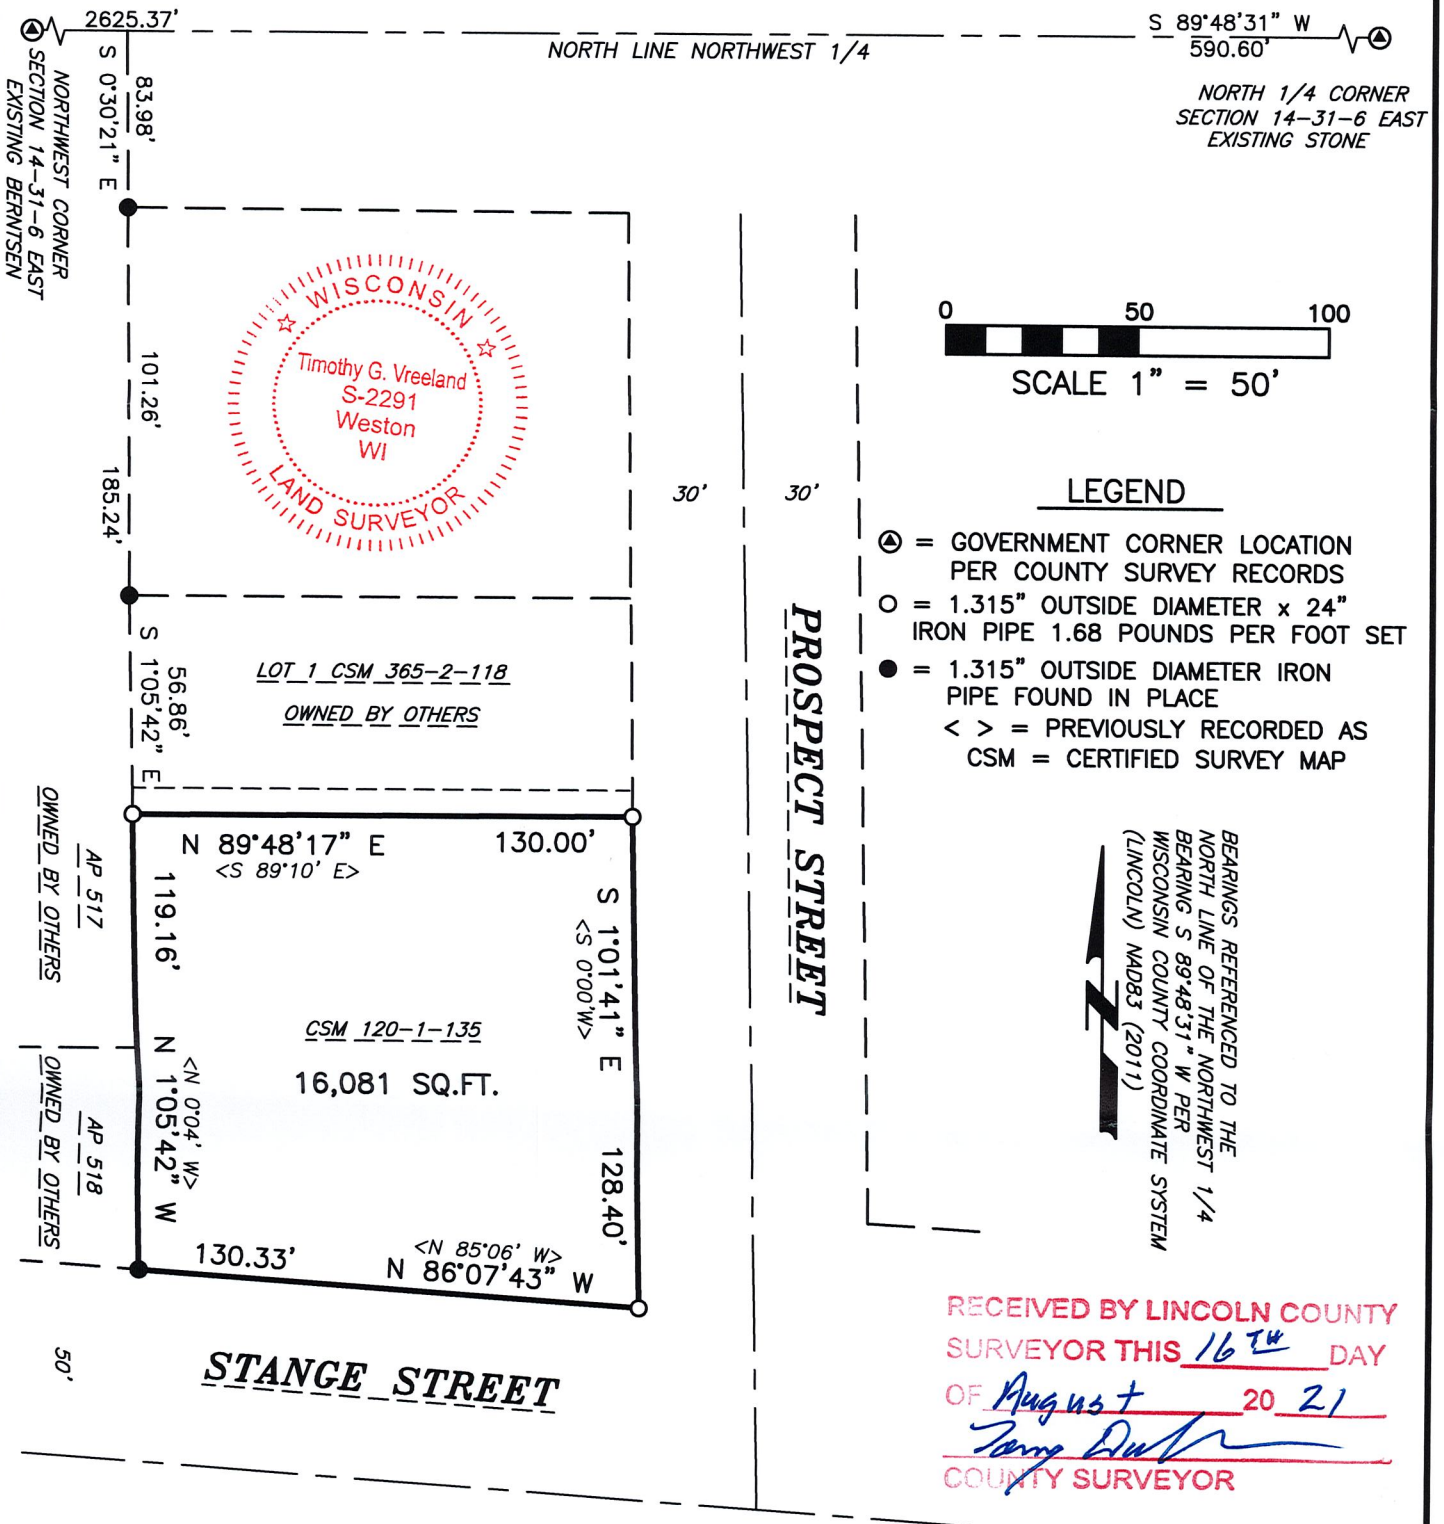 2625.37'
S 89°48'31" W
590.60'
NORTH LINE NORTHWEST 1/4
NORTH 1/4 CORNER
SECTION 14-31-6 EAST
EXISTING STONE
NORTHWEST CORNER
SECTION 14-31-6 EAST
EXISTING BERNTSEN
83.98'
S 0°30'21" E
101.26'
185.24'
WISCONSIN
Timothy G. Vreeland
S-2291
Weston
WI
LAND SURVEYOR
30'
30'
0 50 100
SCALE 1" = 50'
LEGEND
= GOVERNMENT CORNER LOCATION
PER COUNTY SURVEY RECORDS
= 1.315" OUTSIDE DIAMETER x 24"
IRON PIPE 1.68 POUNDS PER FOOT SET
= 1.315" OUTSIDE DIAMETER IRON
PIPE FOUND IN PLACE
< > = PREVIOUSLY RECORDED AS
CSM = CERTIFIED SURVEY MAP
56.86'
S 1°05'42" E
LOT 1 CSM 365-2-118
OWNED BY OTHERS
PROSPECT STREET
N 89°48'17" E 130.00'
<S 89°10' E>
S 1°01'41" E 128.40'
<S 0°00'W>
119.16' N 1°05'42" W
<N 0°04' W>
CSM 120-1-135
16,081 SQ.FT.
130.33'
<N 85°06' W>
N 86°07'43" W
AP 517
OWNED BY OTHERS
AP 518
OWNED BY OTHERS
BEARINGS REFERENCED TO THE
NORTH LINE OF THE NORTHWEST 1/4
BEARING S 89°48'31" W PER
WISCONSIN COUNTY COORDINATE SYSTEM
(LINCOLN) NAD83 (2011)
N
STANGE STREET
50'
RECEIVED BY LINCOLN COUNTY
SURVEYOR THIS 16TH DAY
OF August 20 21
COUNTY SURVEYOR